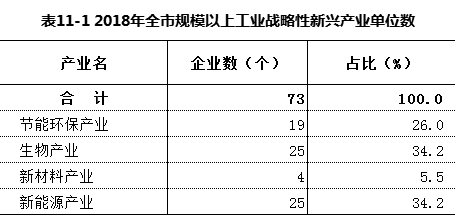 表11-1 2018年全市规模以上工业战略性新兴产业单位数
产业名 企业数（个） 占比（%）
合 计 73 100.0
节能环保产业 19 26.0
生物产业 25 34.2
新材料产业 4 5.5
新能源产业 25 34.2